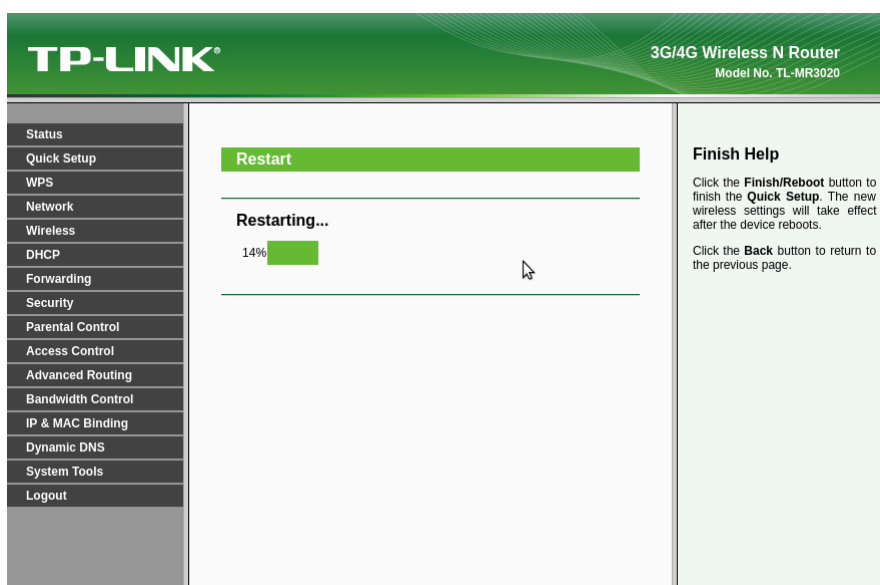 TP-LINK®
3G/4G Wireless N Router
Model No. TL-MR3020
Status
Quick Setup
WPS
Network
Wireless
DHCP
Forwarding
Security
Parental Control
Access Control
Advanced Routing
Bandwidth Control
IP & MAC Binding
Dynamic DNS
System Tools
Logout
Restart
Restarting...
14%
Finish Help
Click the Finish/Reboot button to
finish the Quick Setup. The new
wireless settings will take effect
after the device reboots.
Click the Back button to return to
the previous page.